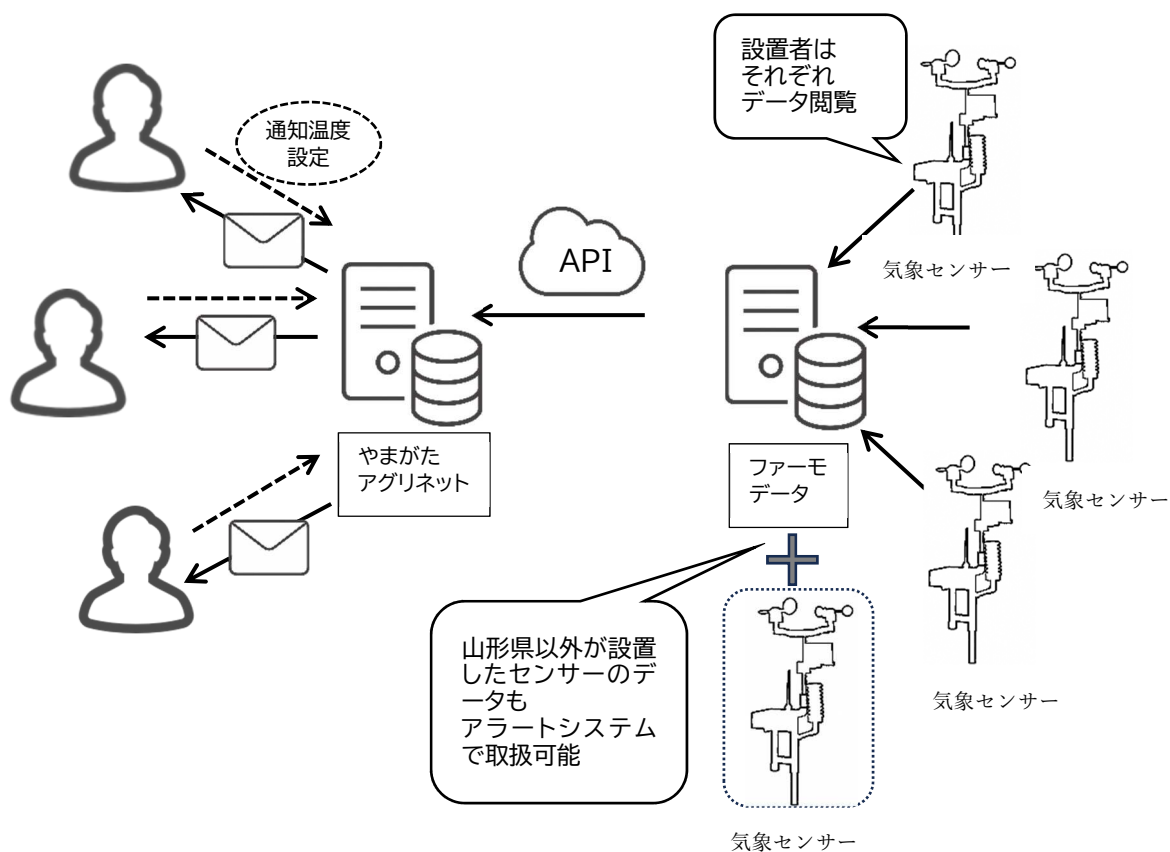 設置者は
それぞれ
データ閲覧
通知温度
設定
API
気象センサー
気象センサー
やまがた
アグリネット
ファーモ
データ
気象センサー
山形県以外が設置
したセンサーのデ
ータも
アラートシステム
で取扱可能
気象センサー